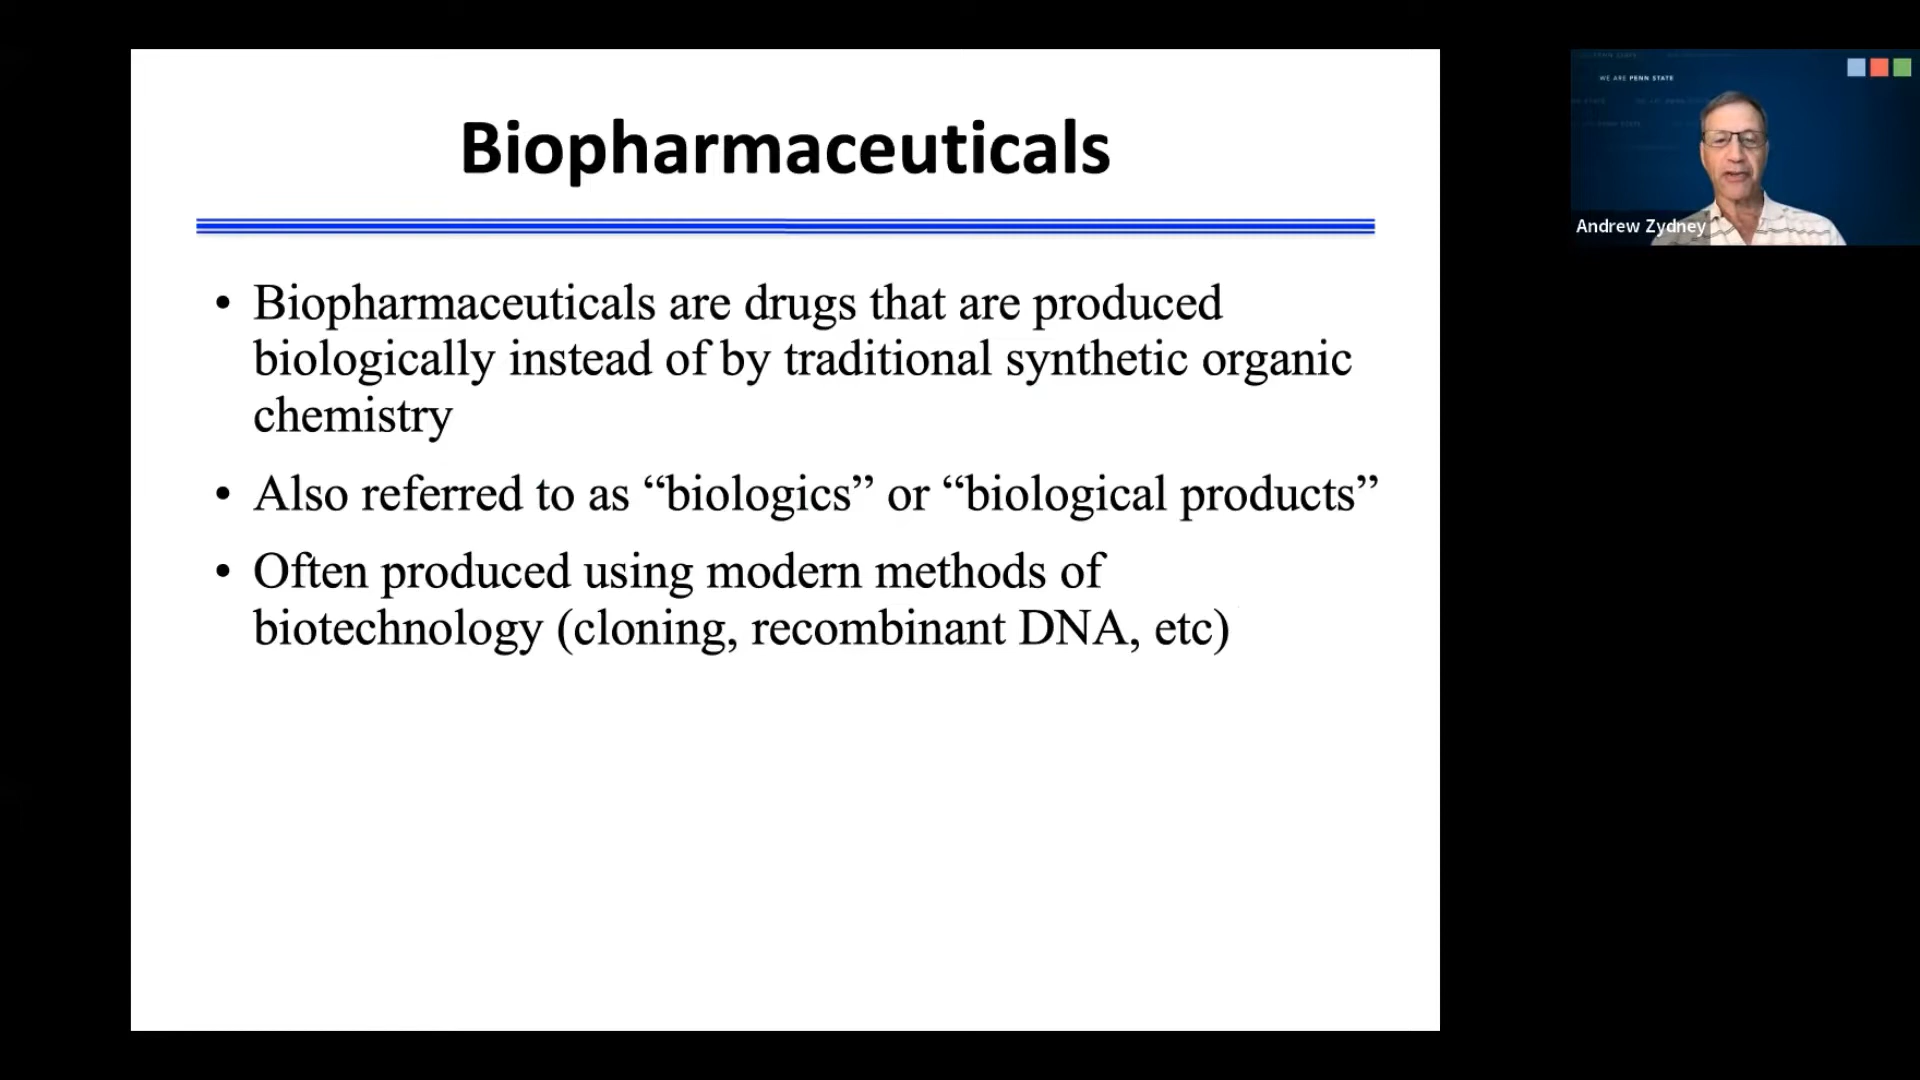 Biopharmaceuticals
• Biopharmaceuticals are drugs that are produced
biologically instead of by traditional synthetic organic
chemistry
• Also referred to as “biologics” or “biological products”
• Often produced using modern methods of
biotechnology (cloning, recombinant DNA, etc)
WE ARE PENN STATE
Andrew Zydney